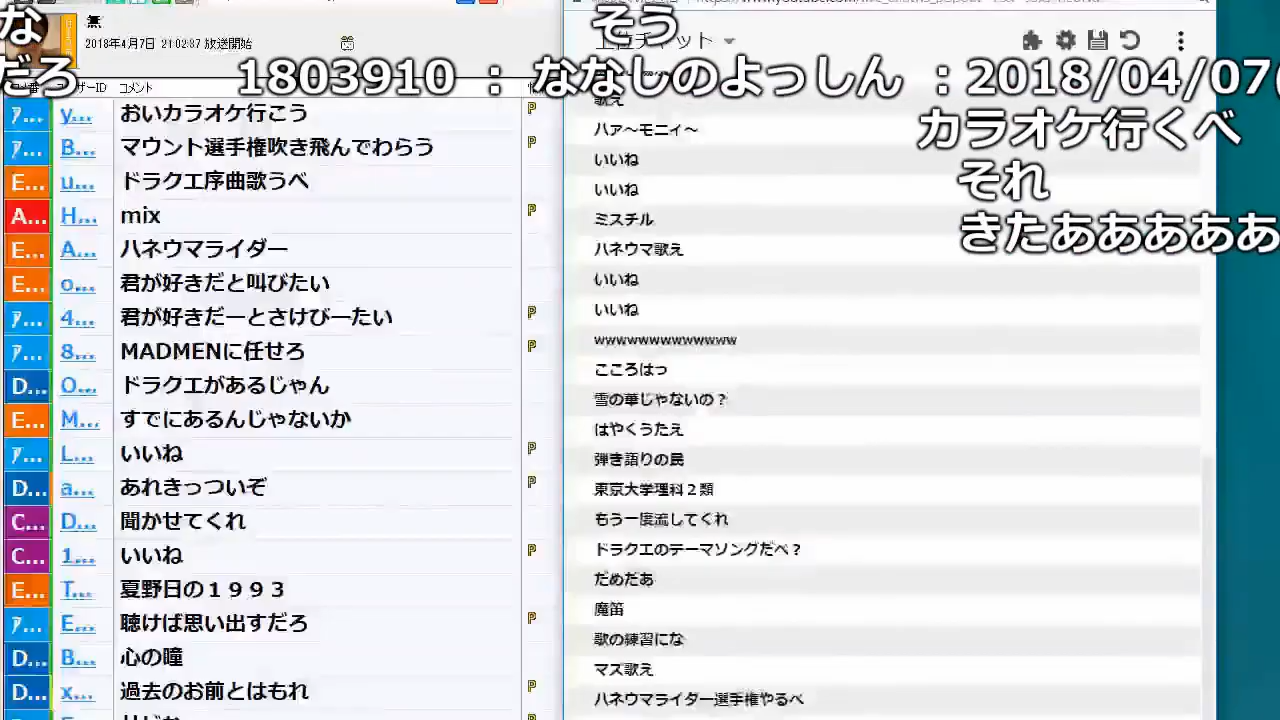 な
そう
無
2018年4月7日 21:02:37 放送開始
上位チャット
だろ
1803910 : ななしのよっしん :2018/04/07(
コメント
カラオケ行くべ
それ
きたあああああ
ア... y... おいカラオケ行こう P
ア... B... マウント選手権吹き飛んでわらう P
E... u... ドラクエ序曲歌うべ
A... H... mix P
E... A... ハネウマライダー
E... o... 君が好きだと叫びたい
ア... 4... 君が好きだーとさけびーたい P
ア... 8... MADMENに任せろ P
D... O... ドラクエがあるじゃん
E... M... すでにあるんじゃないか
ア... L... いいね P
D... a... あれきっついぞ P
C... D... 聞かせてくれ
C... 1... いいね P
E... T... 夏野日の１９９３
ア... E... 聴けば思い出すだろ P
D... B... 心の瞳
D... x... 過去のお前とはもれ P
歌え
ハァ～モニィ～
いいね
いいね
ミスチル
ハネウマ歌え
いいね
いいね
wwwwwwwwwwwww
こころはっ
雪の華じゃないの？
はやくうたえ
弾き語りの民
東京大学理科２類
もう一度流してくれ
ドラクエのテーマソングだべ？
だめだあ
魔笛
歌の練習にな
マズ歌え
ハネウマライダー選手権やるべ